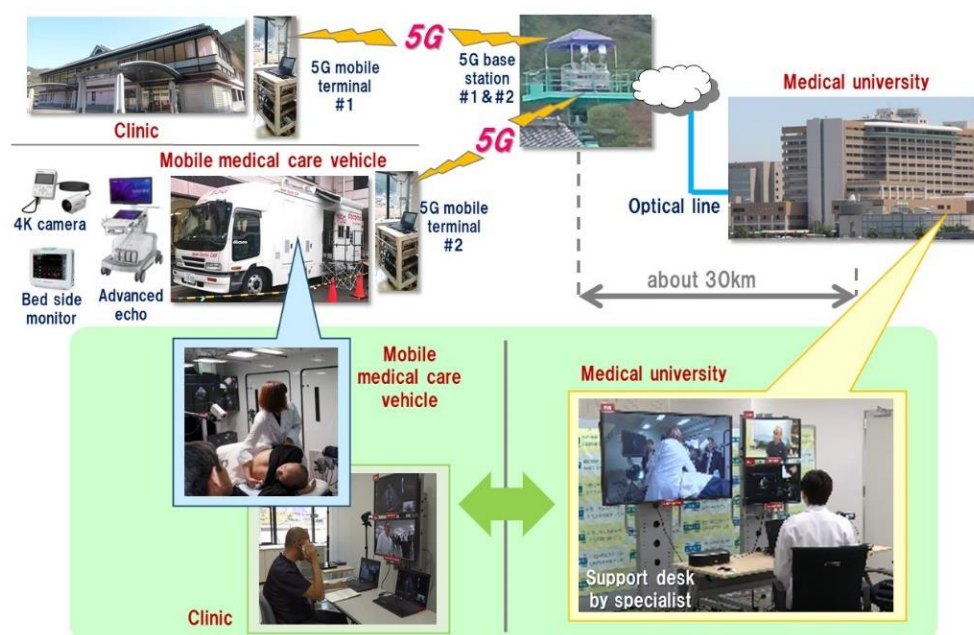 5G
5G mobile
terminal
#1
5G base
station
#1 & #2
Medical university
Clinic
Mobile medical care vehicle
5G
4K camera
5G mobile
terminal
#2
Optical line
Bed side
monitor
Advanced
echo
docomo
about 30km
Mobile
medical care
vehicle
Medical university
Clinic
Support desk
by specialist